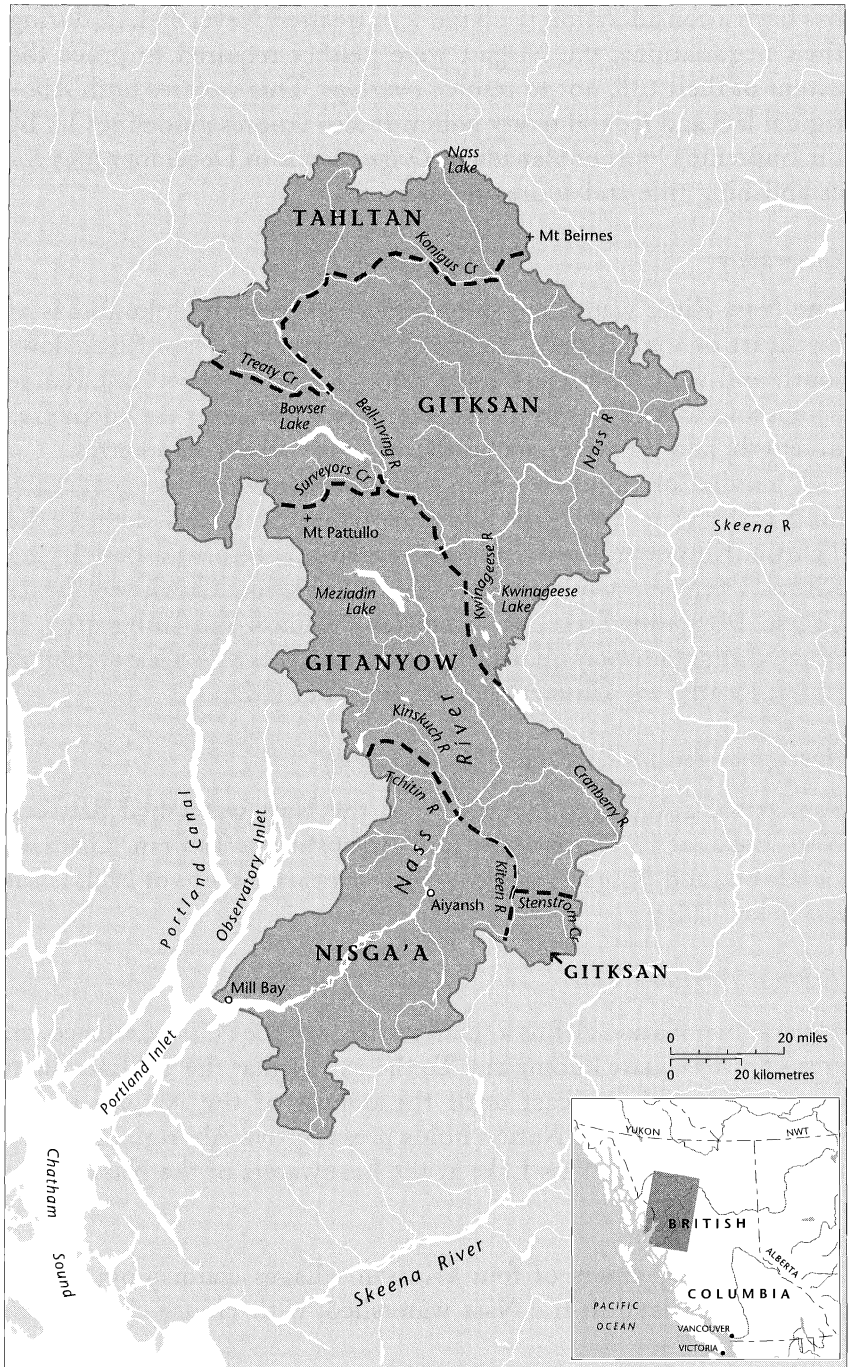 Nass
Lake
TAHLTAN
+ Mt Beirnes
Konigus Cr
Treaty Cr
Bowser
Lake
Bell-Irving R
GITKSAN
Nass R
Surveyors Cr
+
Mt Pattullo
Skeena R
Kwinageese R
Meziadin
Lake
Kwinageese
Lake
GITANYOW
Kinskuch R
River
Tchitin R
Cranberry R
Nass
Portland Canal
Observatory Inlet
Kiteen R
Aiyansh
Stenstrom Cr
NISGA'A
GITKSAN
Mill Bay
Portland Inlet
0 20 miles
0 20 kilometres
Chatham
Sound
Skeena River
YUKON
NWT
BRITISH
ALBERTA
COLUMBIA
PACIFIC
OCEAN
VANCOUVER
VICTORIA